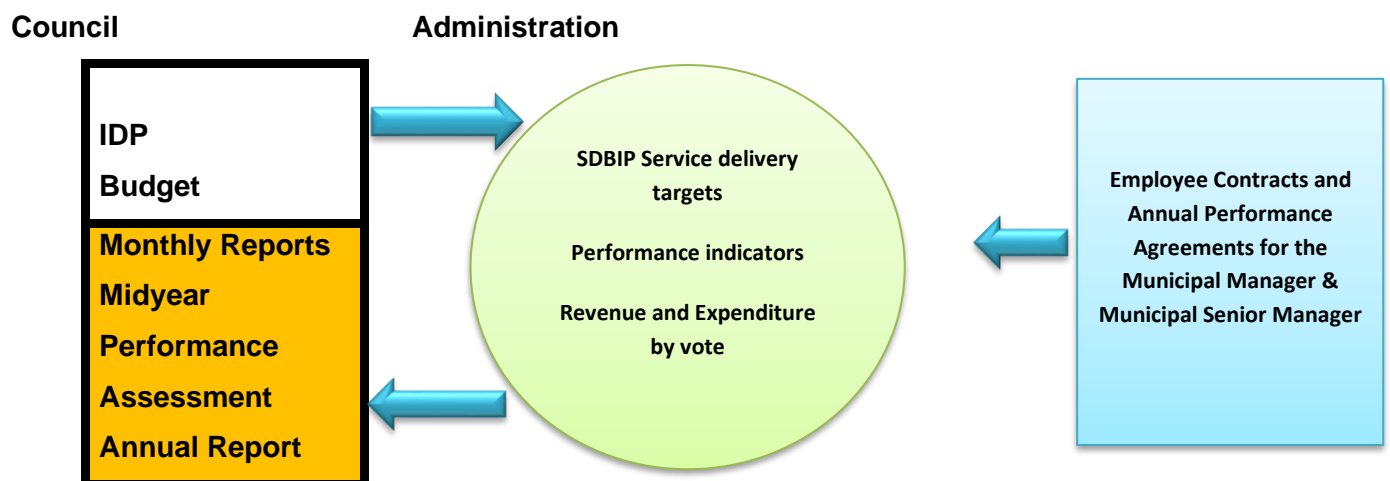 Council
Administration
IDP
Budget
Monthly Reports
Midyear
Performance
Assessment
Annual Report
SDBIP Service delivery
targets
Performance indicators
Revenue and Expenditure
by vote
Employee Contracts and
Annual Performance
Agreements for the
Municipal Manager &
Municipal Senior Manager